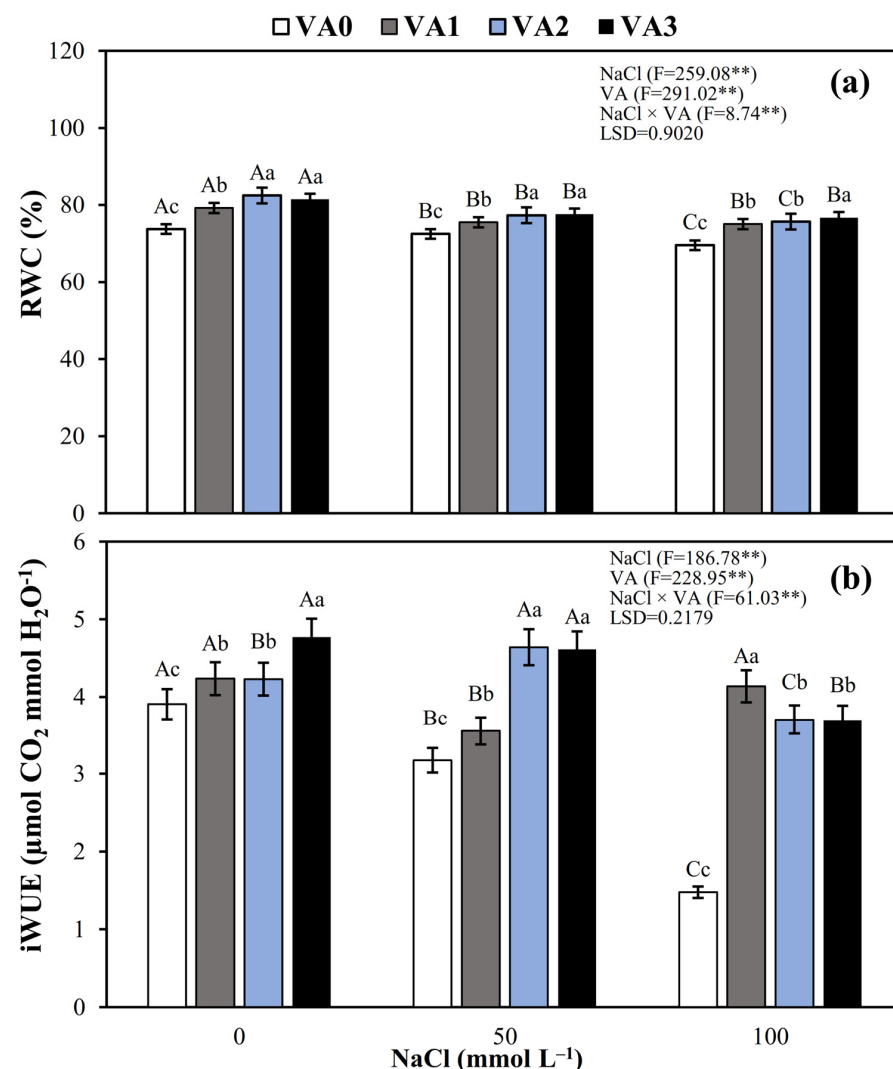 VA0 VA1 VA2 VA3
120
100
80
60
40
20
0
RWC (%)
NaCl (F=259.08**)
VA (F=291.02**)
NaCl × VA (F=8.74**)
LSD=0.9020
(a)
Ac Ab Aa Aa
Bc Bb Ba Ba
Cc Bb Cb Ba
6
5
4
3
2
1
0
iWUE (µmol CO₂ mmol H₂O⁻¹)
NaCl (F=186.78**)
VA (F=228.95**)
NaCl × VA (F=61.03**)
LSD=0.2179
(b)
Ac Ab Bb Aa
Bc Bb Aa Aa
Cc Aa Cb Bb
0 50 100
NaCl (mmol L⁻¹)